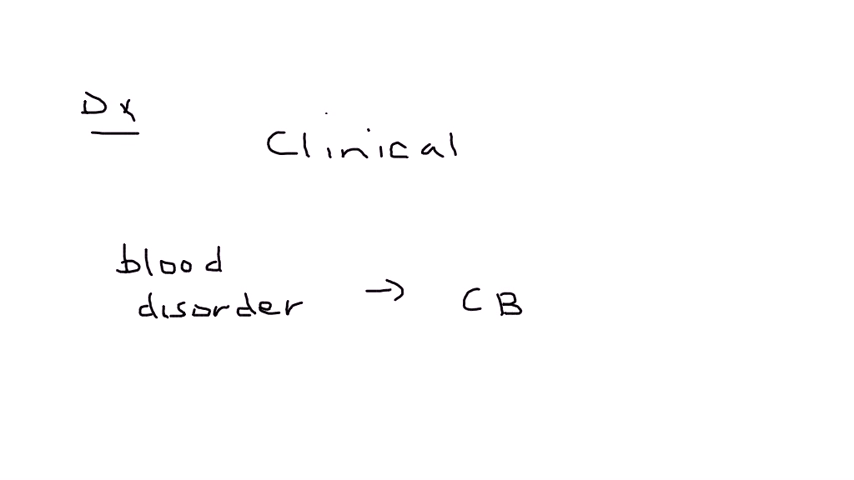 Dx
Clinical
blood
disorder → CB